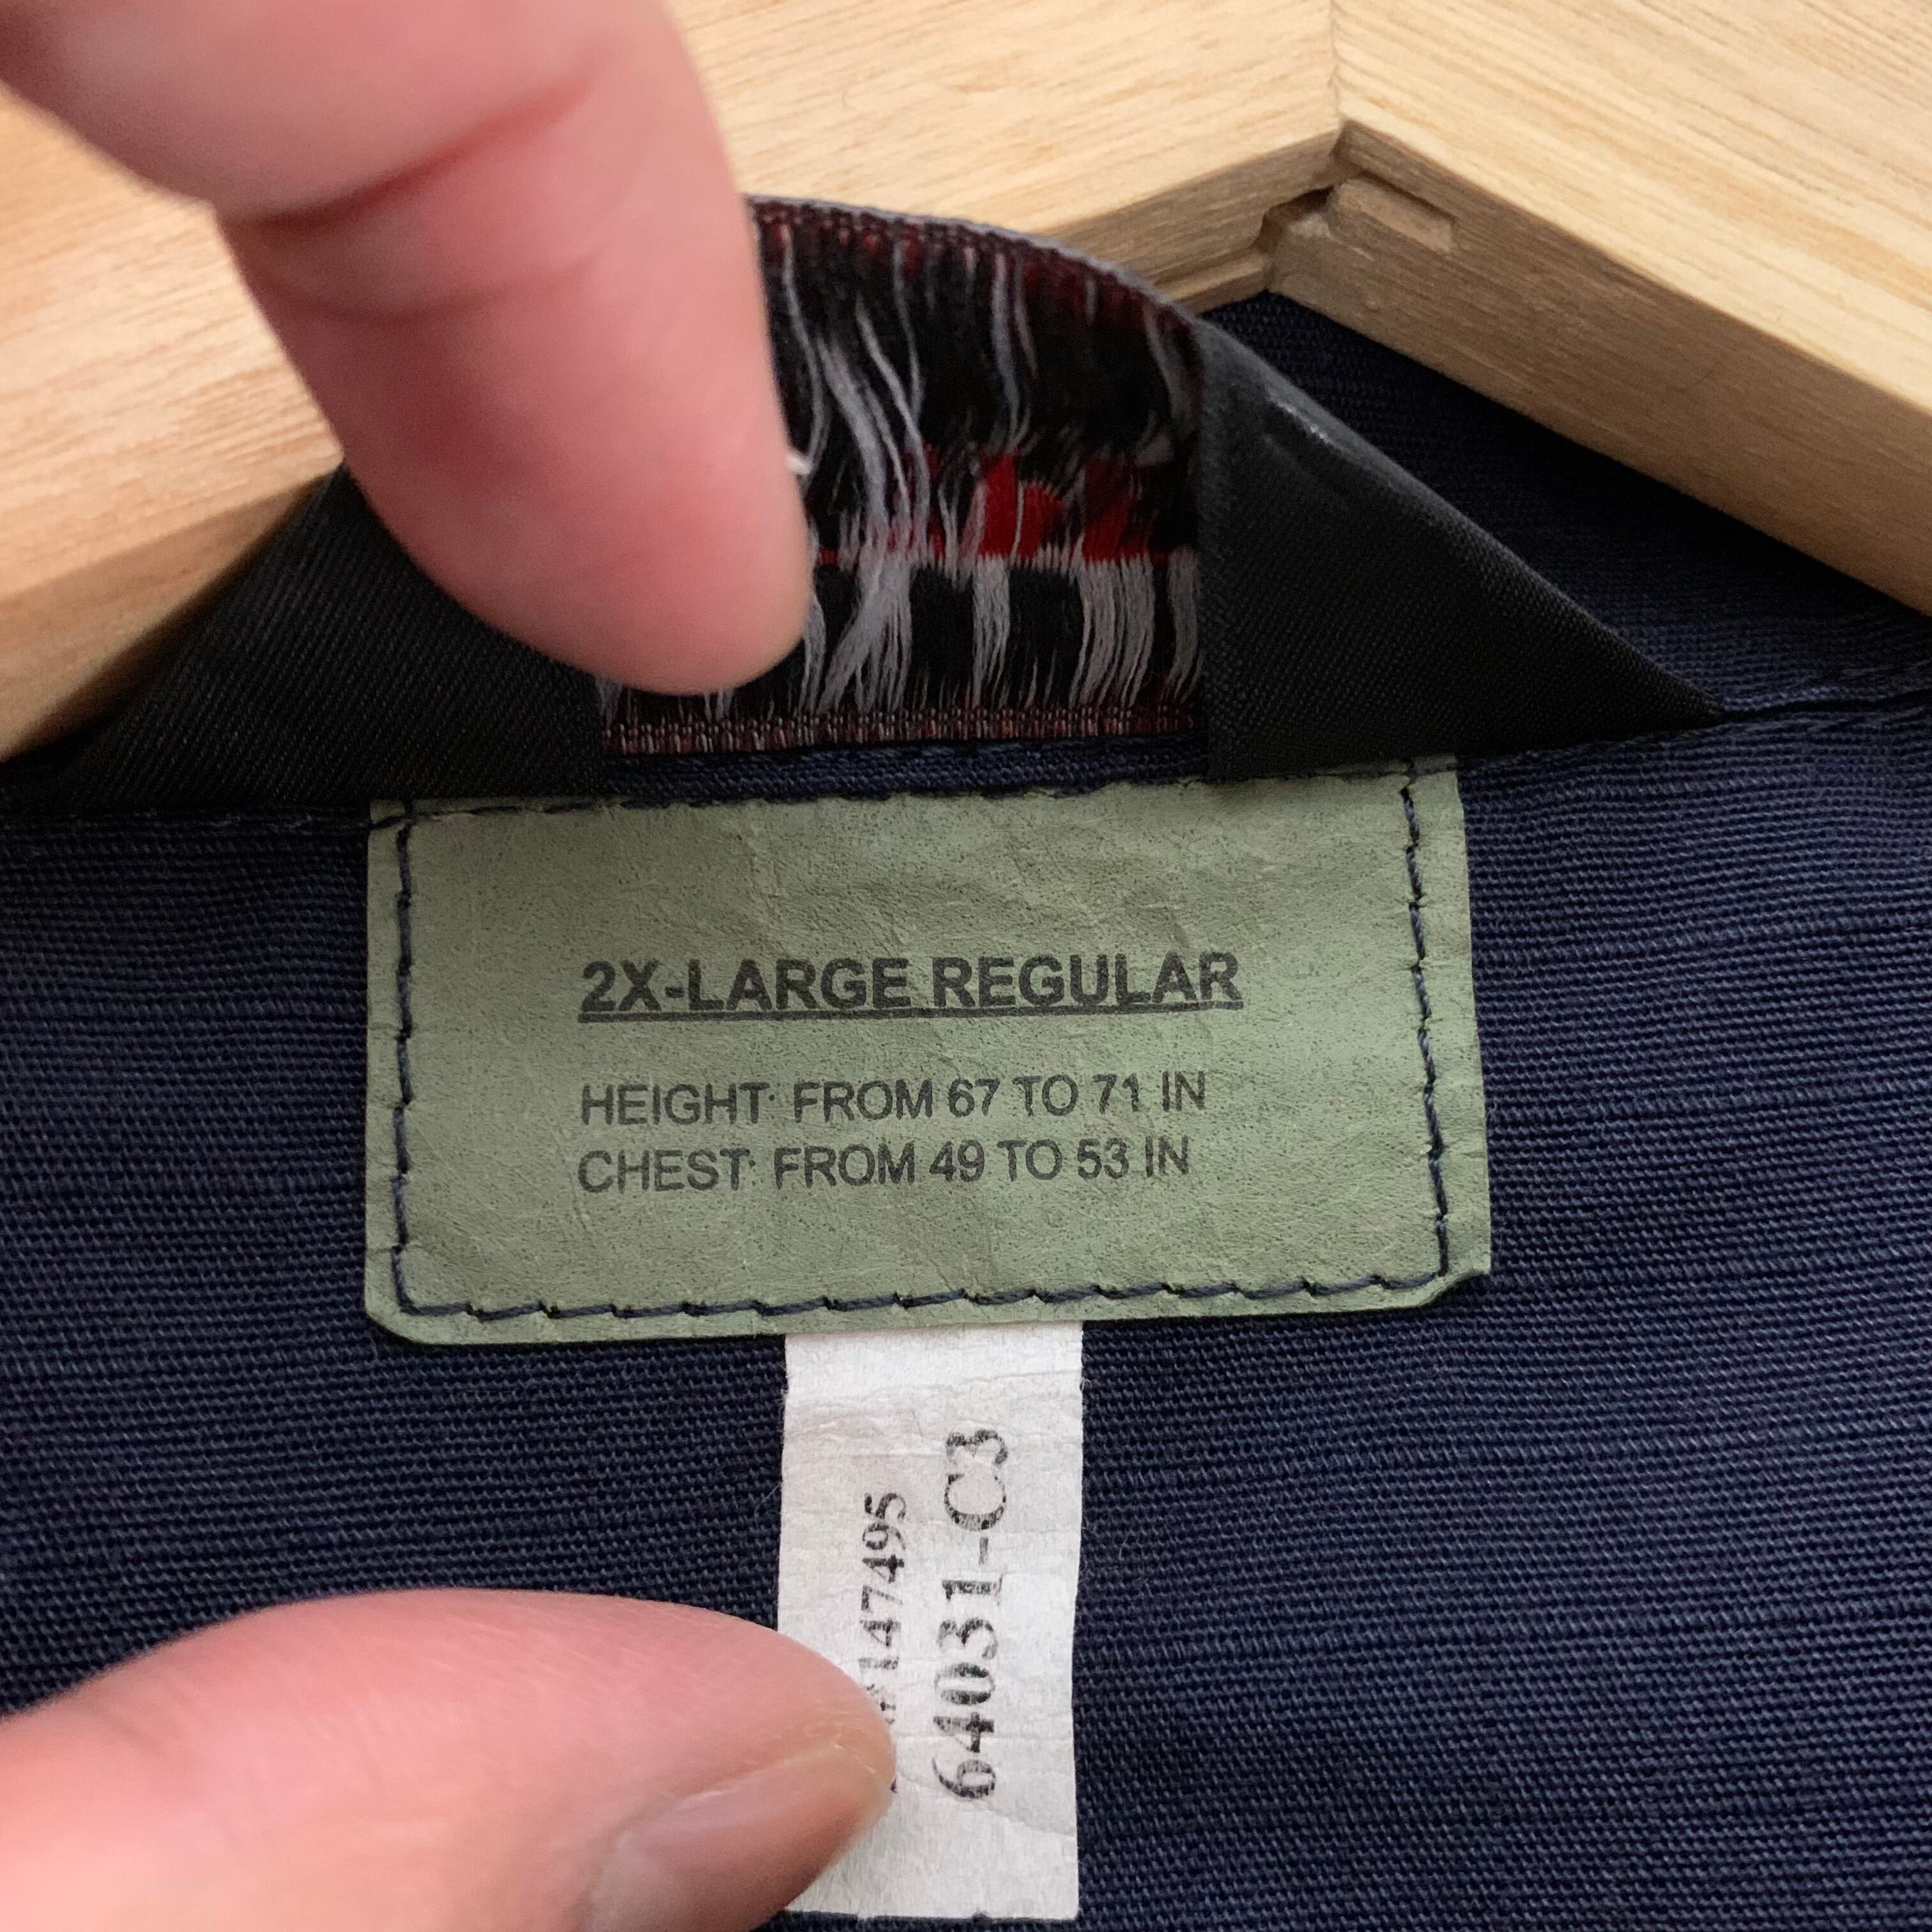 2X-LARGE REGULAR
HEIGHT: FROM 67 TO 71 IN
CHEST: FROM 49 TO 53 IN
147495
64031-C3